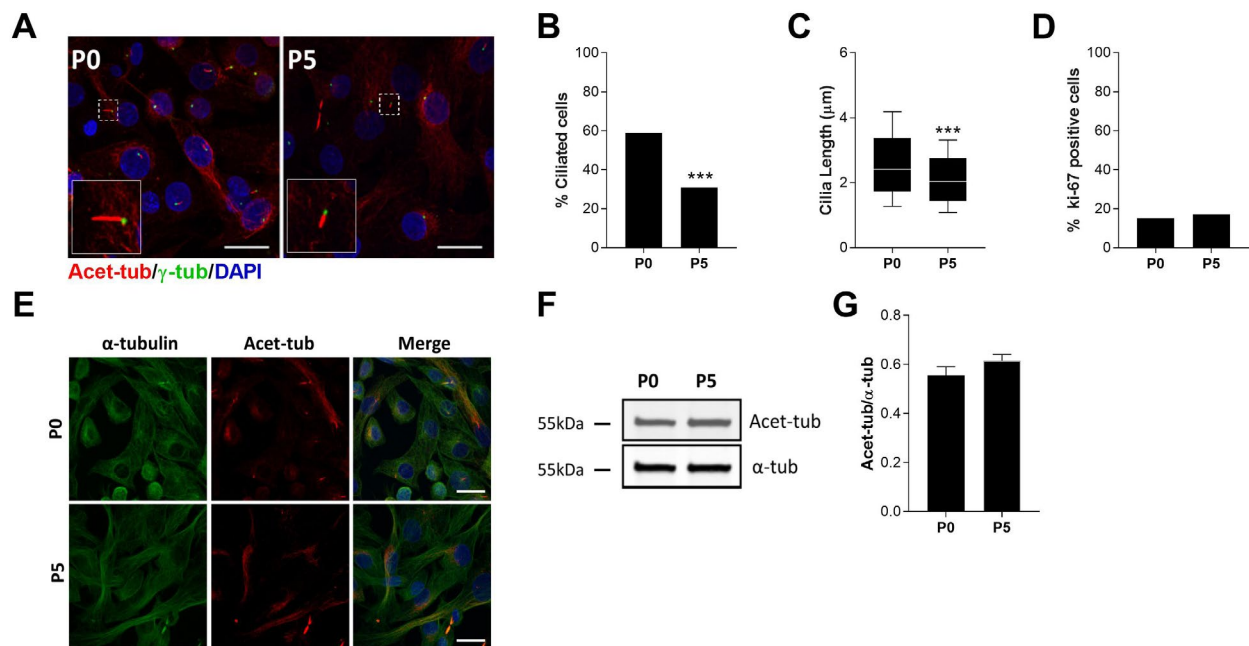 A
P0
P5
Acet-tub/γ-tub/DAPI
B
% Ciliated cells
100
80
60
40
20
0
***
P0
P5
C
Cilia Length (μm)
6
4
2
0
***
P0
P5
D
% ki-67 positive cells
100
80
60
40
20
0
P0
P5
E
α-tubulin
Acet-tub
Merge
P0
P5
F
P0
P5
55kDa
Acet-tub
55kDa
α-tub
G
Acet-tub/α-tub
0.8
0.6
0.4
0.2
0.0
P0
P5